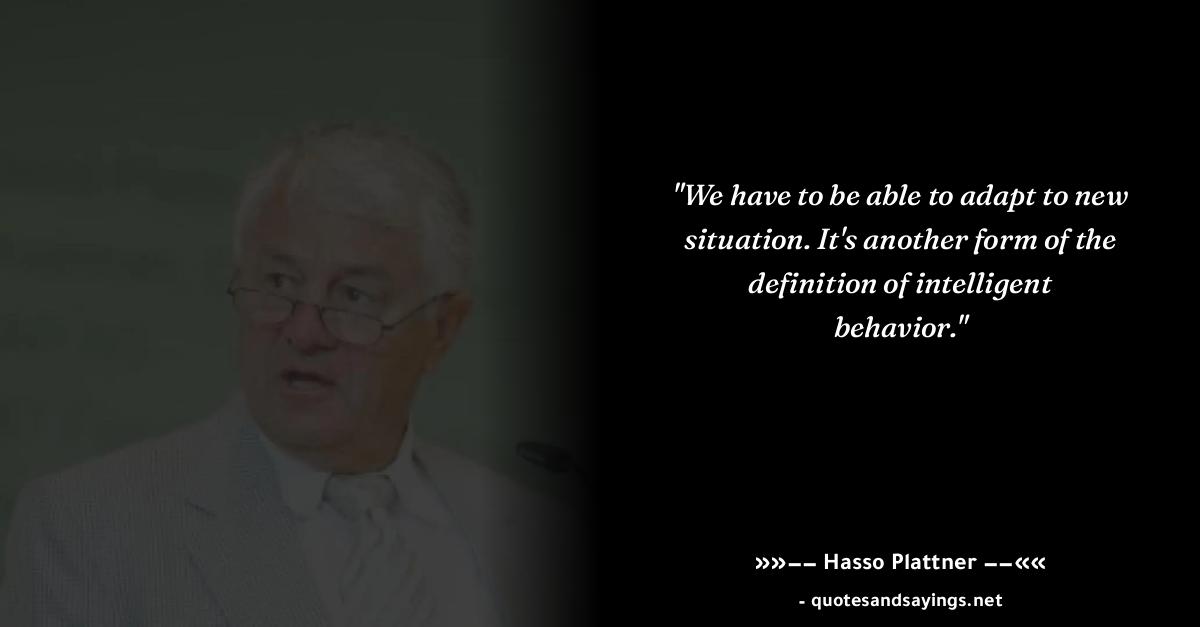 "We have to be able to adapt to new
situation. It's another form of the
definition of intelligent
behavior."
»»–– Hasso Plattner ––««
- quotesandsayings.net